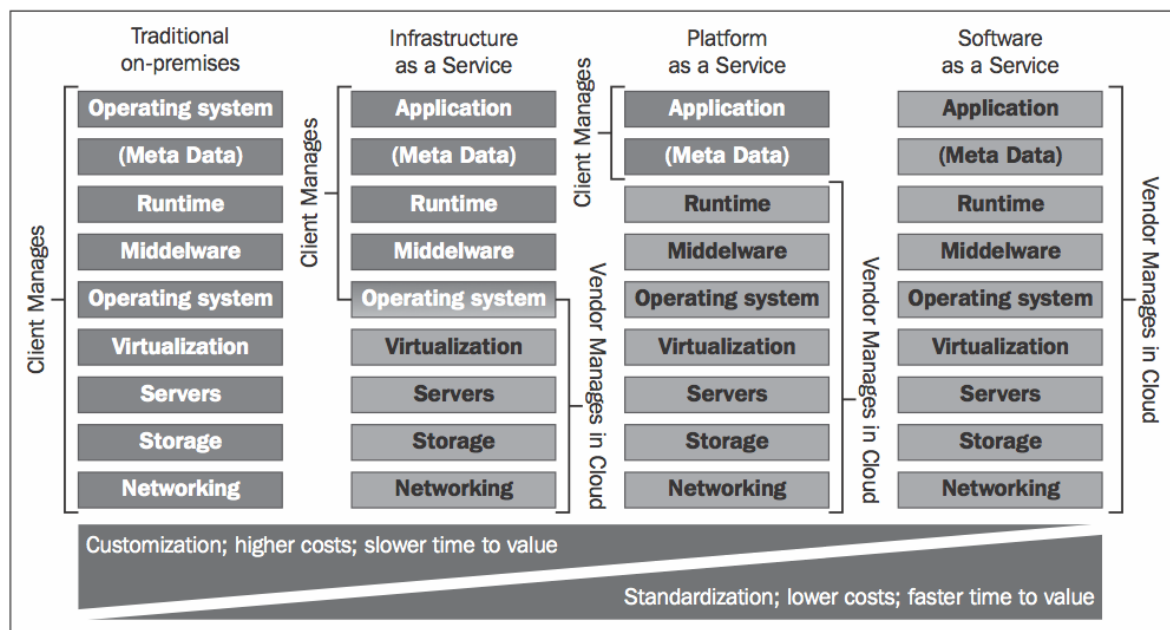 Traditional
on-premises
Client Manages
Operating system
(Meta Data)
Runtime
Middelware
Operating system
Virtualization
Servers
Storage
Networking
Infrastructure
as a Service
Client Manages
Application
(Meta Data)
Runtime
Middelware
Operating system
Virtualization
Servers
Storage
Networking
Vendor Manages in Cloud
Platform
as a Service
Client Manages
Application
(Meta Data)
Runtime
Middelware
Operating system
Virtualization
Servers
Storage
Networking
Vendor Manages in Cloud
Software
as a Service
Application
(Meta Data)
Runtime
Middelware
Operating system
Virtualization
Servers
Storage
Networking
Vendor Manages in Cloud
Customization; higher costs; slower time to value
Standardization; lower costs; faster time to value